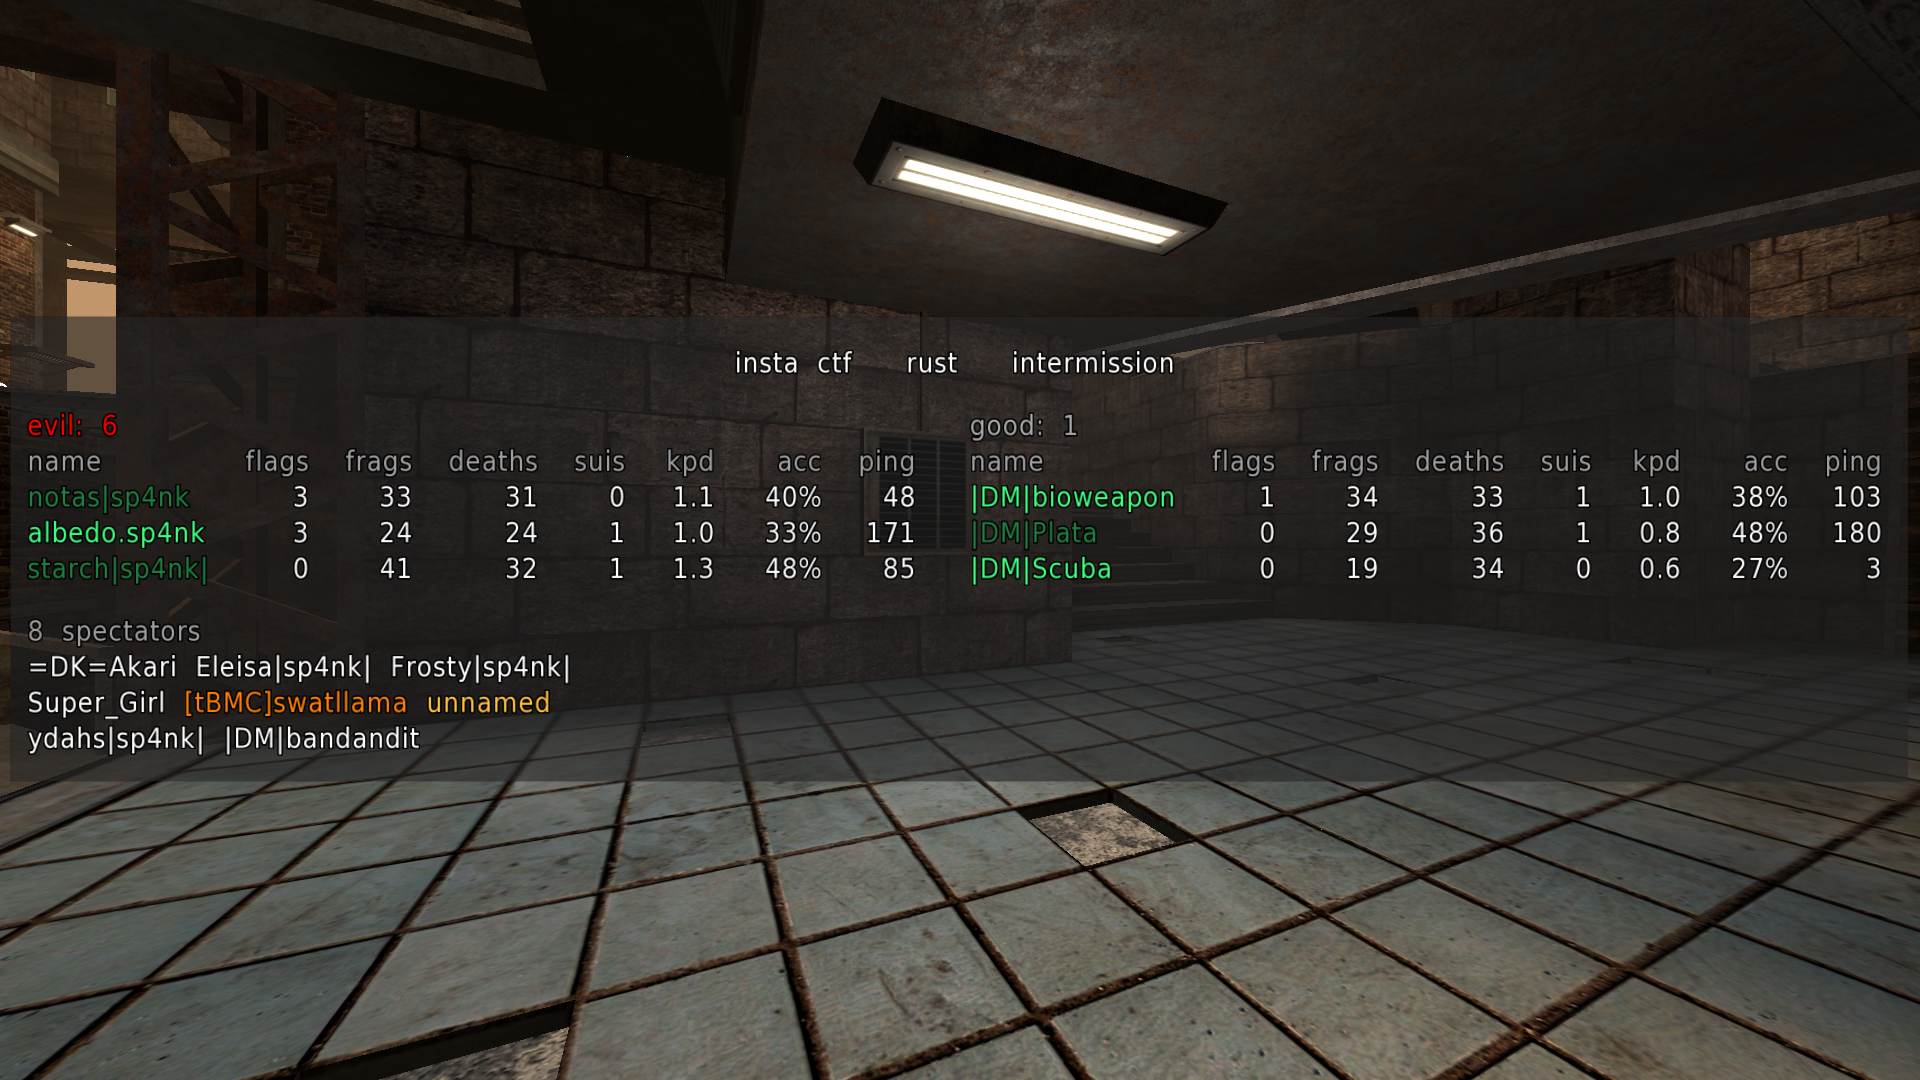 insta ctf rust intermission
evil: 6
name flags frags deaths suis kpd acc ping
notas|sp4nk 3 33 31 0 1.1 40% 48
albedo.sp4nk 3 24 24 1 1.0 33% 171
starch|sp4nk| 0 41 32 1 1.3 48% 85
good: 1
name flags frags deaths suis kpd acc ping
|DM|bioweapon 1 34 33 1 1.0 38% 103
|DM|Plata 0 29 36 1 0.8 48% 180
|DM|Scuba 0 19 34 0 0.6 27% 3
8 spectators
=DK=Akari Eleisa|sp4nk| Frosty|sp4nk|
Super_Girl [tBMC]swatllama unnamed
ydahs|sp4nk| |DM|bandandit